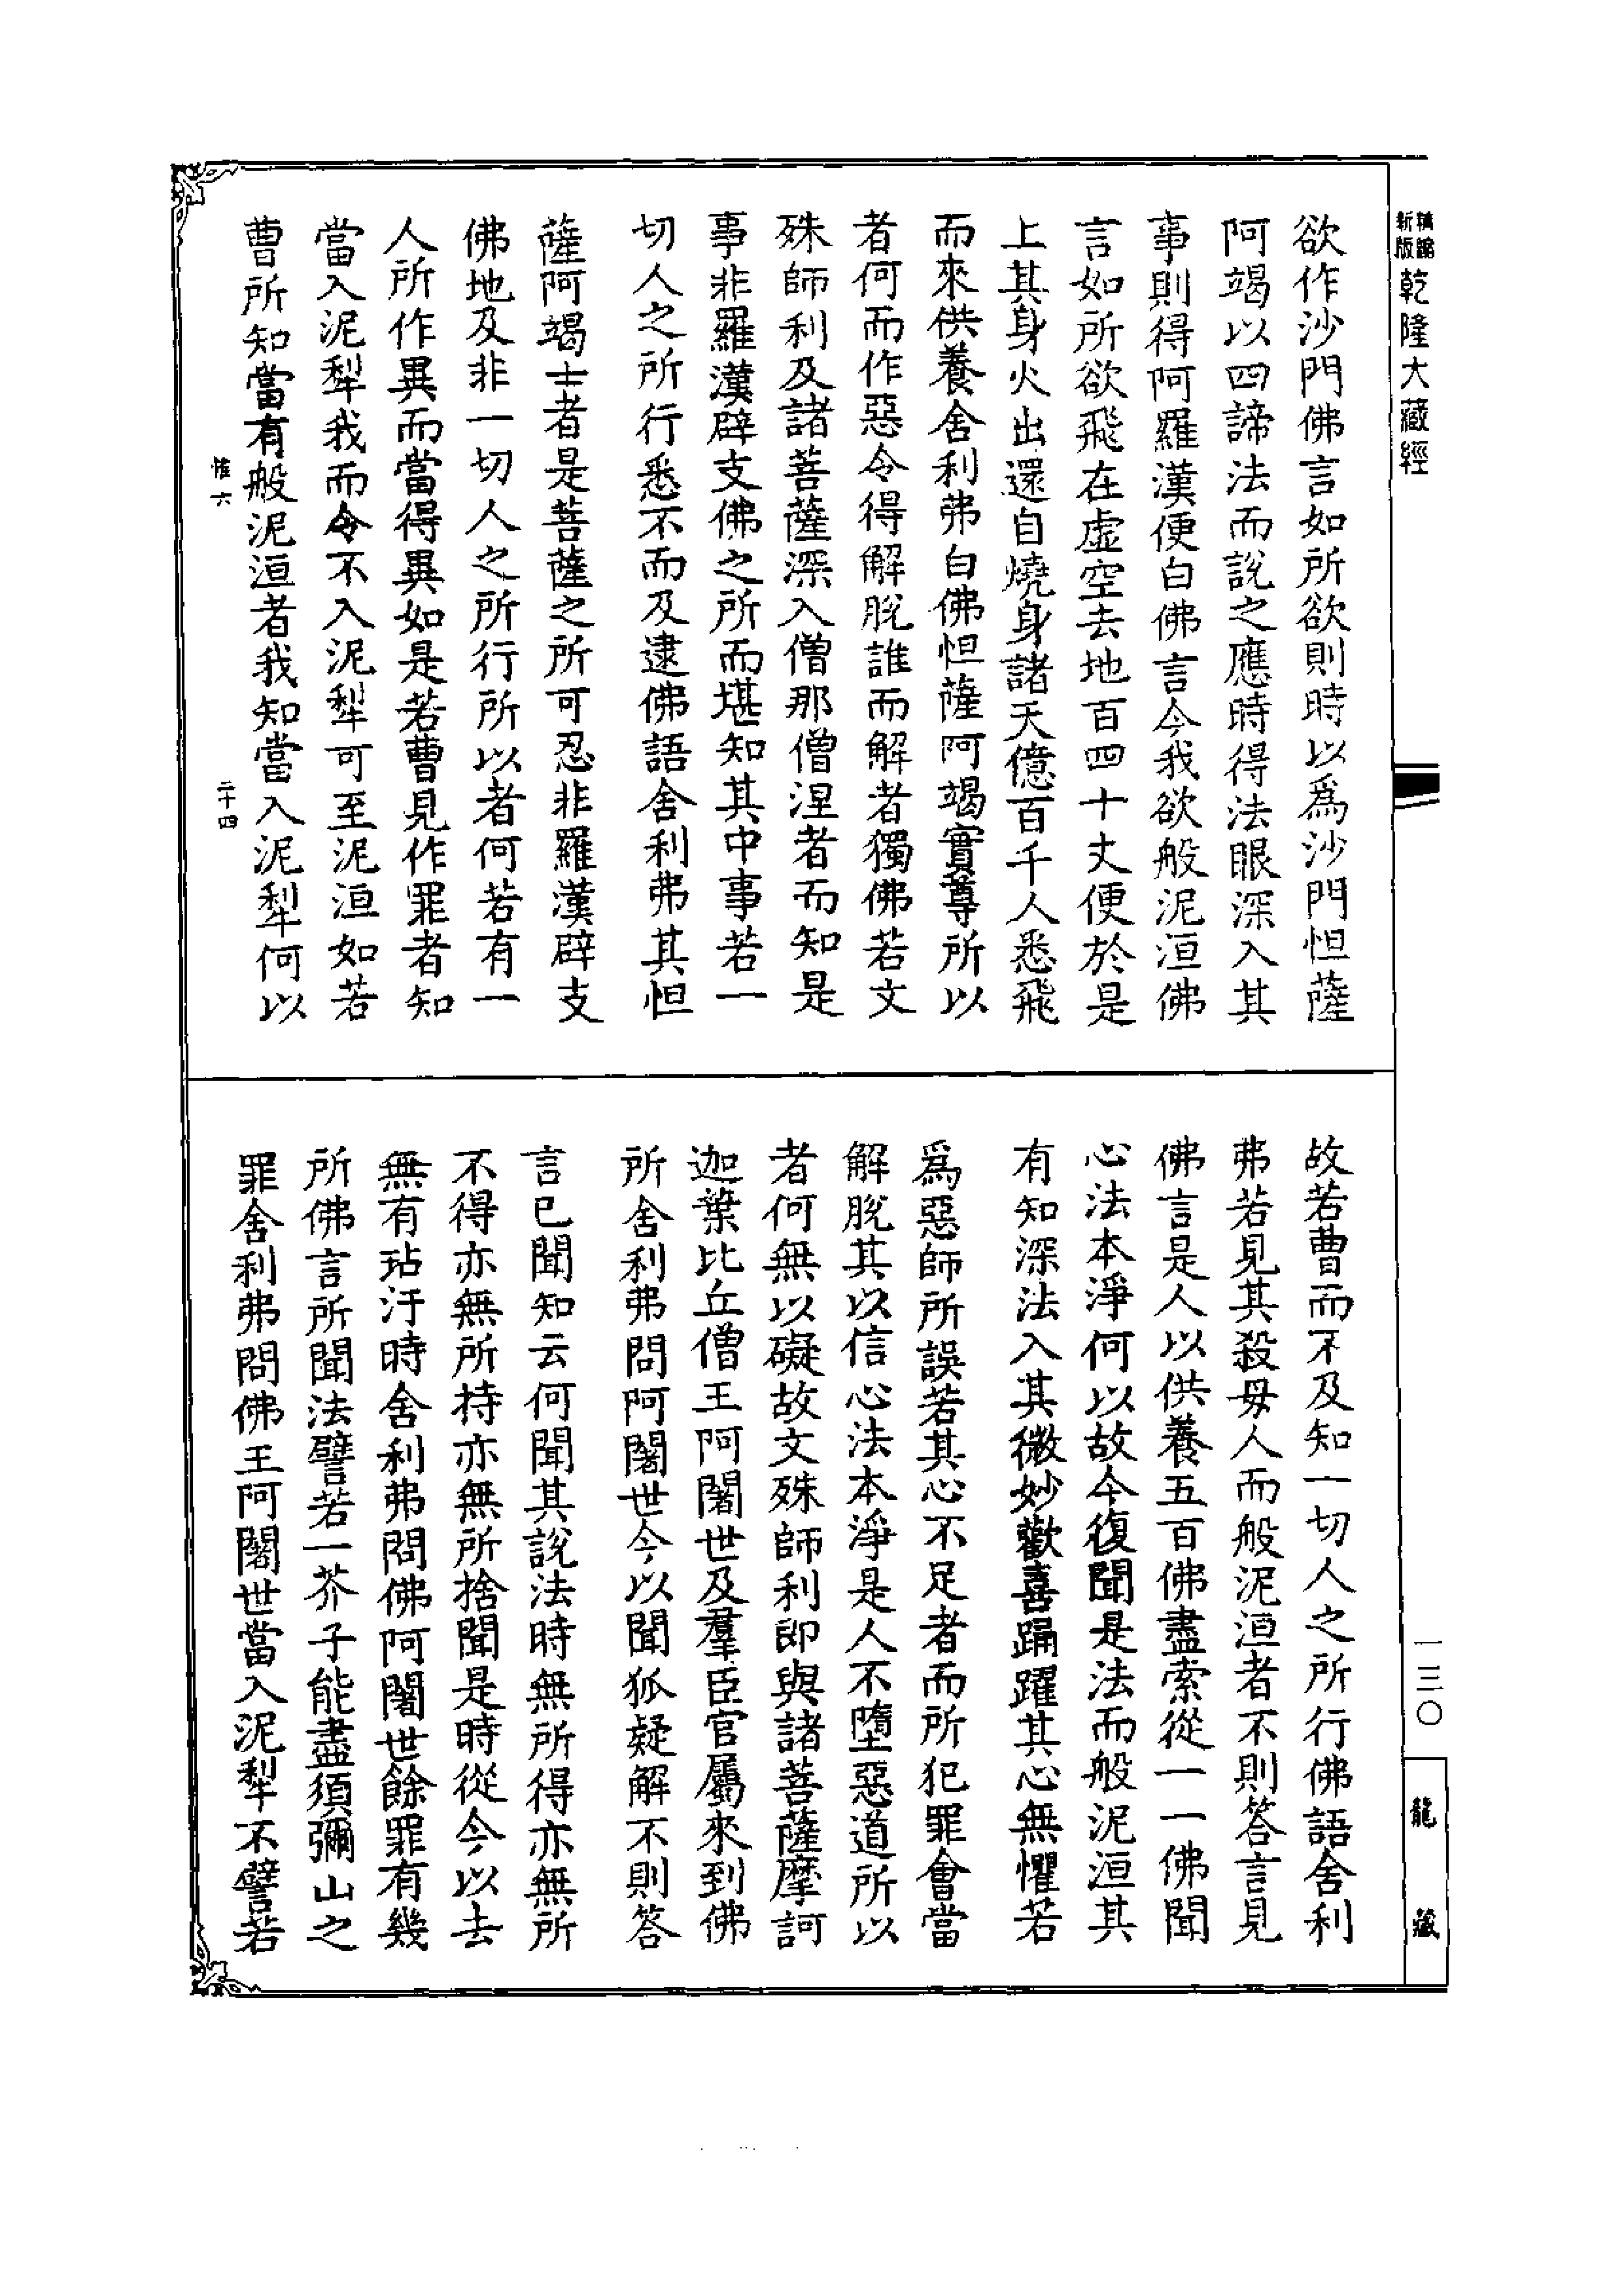 精編
新版
乾隆大藏經
欲作沙門佛言如所欲則時以為沙門怛薩
阿竭以四諦法而說之應時得法眼深入其
事則得阿羅漢便白佛言今我欲般泥洹佛
言如所欲飛在虛空去地百四十丈便於是
上其身火出還自燒身諸天億百千人悉飛
而來供養舍利弗白佛怛薩阿竭實尊所以
者何而作惡令得解脫誰而解者獨佛若文
殊師利及諸菩薩深入僧那僧涅者而知是
事非羅漢辟支佛之所而堪知其中事若一
切人之所行悉不而及逮佛語舍利弗其怛
薩阿竭士者是菩薩之所可忍非羅漢辟支
佛地及非一切人之所行所以者何若有一
人所作異而當得異如是若曹見作罪者知
當入泥犁我而令不入泥犁可至泥洹如若
曹所知當有般泥洹者我知當入泥犁何以
惟六
二十四
故若曹而不及知一切人之所行佛語舍利
弗若見其殺母人而般泥洹者不則答言見
佛言是人以供養五百佛盡索從一一佛聞
心法本淨何以故今復聞是法而般泥洹其
有知深法入其微妙歡喜踊躍其心無懼若
為惡師所誤若其心不足者而所犯罪會當
解脫其以信心法本淨是人不墮惡道所以
者何無以礙故文殊師利即與諸菩薩摩訶
迦葉比丘僧王阿闍世及羣臣官屬來到佛
所舍利弗問阿闍世今以聞狐疑解不則答
言已聞知云何聞其說法時無所得亦無所
不得亦無所持亦無所捨聞是時從今以去
無有玷汙時舍利弗問佛阿闍世餘罪有幾
所佛言所聞法譬若一芥子能盡須彌山之
罪舍利弗問佛王阿闍世當入泥犁不譬若
一三〇
龍藏